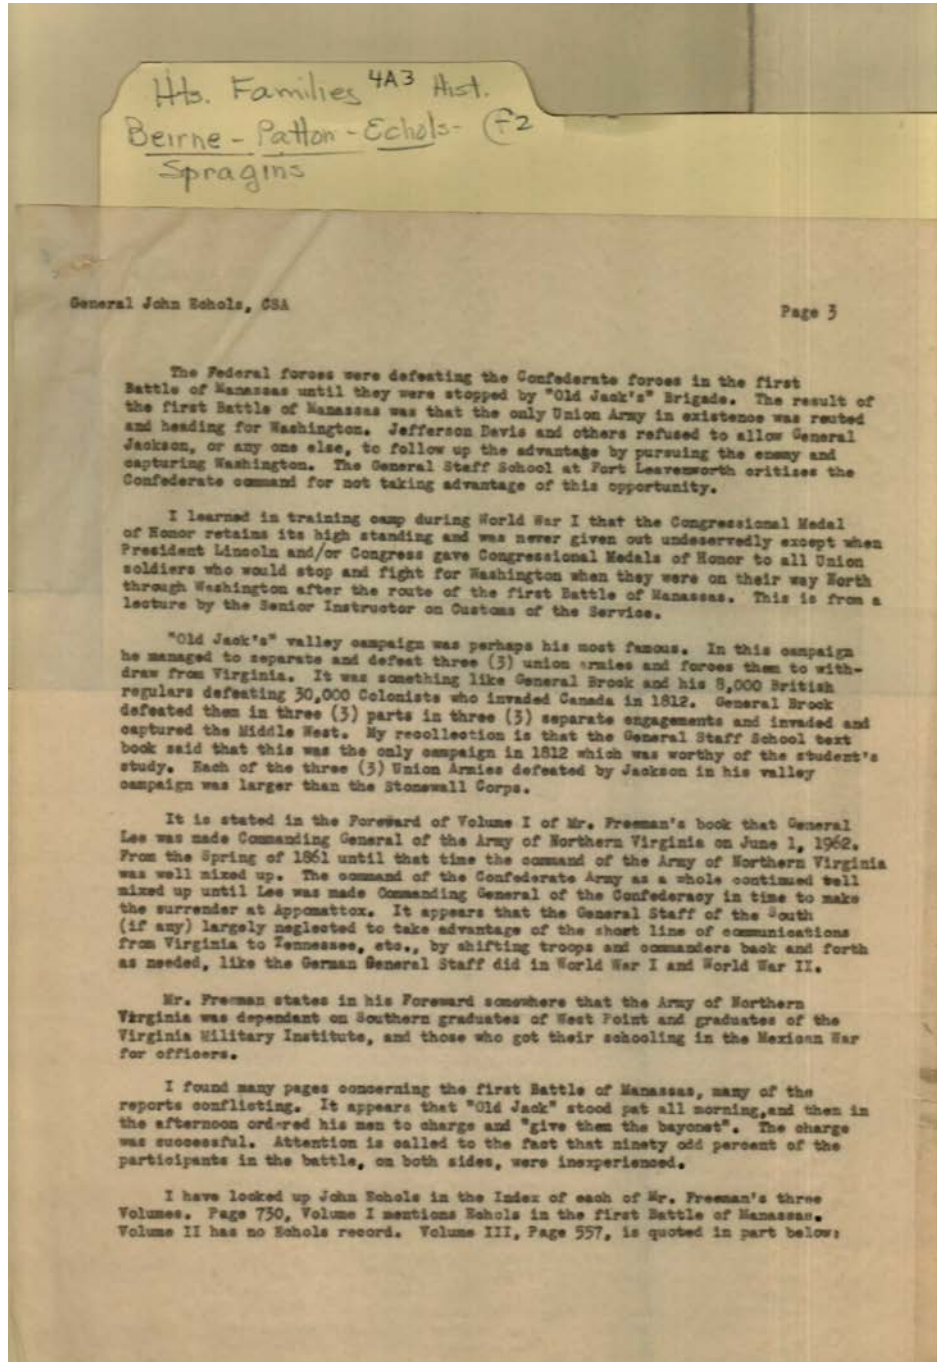 Hts. Families 4A3 Hist.
Beirne - Patton - Echols - (F2
Spragins
General John Echols, CSA
Page 3
The Federal forces were defeating the Confederate forces in the first
Battle of Manassas until they were stopped by "Old Jack's" Brigade. The result of
the first Battle of Manassas was that the only Union Army in existence was routed
and heading for Washington. Jefferson Davis and others refused to allow General
Jackson, or any one else, to follow up the advantage by pursuing the enemy and
capturing Washington. The General Staff School at Fort Leavenworth critizes the
Confederate command for not taking advantage of this opportunity.
I learned in training camp during World War I that the Congressional Medal
of Honor retains its high standing and was never given out undeservedly except when
President Lincoln and/or Congress gave Congressional Medals of Honor to all Union
soldiers who would stop and fight for Washington when they were on their way North
through Washington after the route of the first Battle of Manassas. This is from a
lecture by the Senior Instructor on Customs of the Service.
"Old Jack's" valley campaign was perhaps his most famous. In this campaign
he managed to separate and defeat three (3) union armies and forces them to with-
draw from Virginia. It was something like General Brock and his 8,000 British
regulars defeating 30,000 Colonists who invaded Canada in 1812. General Brock
defeated them in three (3) parts in three (3) separate engagements and invaded and
captured the Middle West. My recollection is that the General Staff School text
book said that this was the only campaign in 1812 which was worthy of the student's
study. Each of the three (3) Union Armies defeated by Jackson in his valley
campaign was larger than the Stonewall Corps.
It is stated in the Foreward of Volume I of Mr. Freeman's book that General
Lee was made Commanding General of the Army of Northern Virginia on June 1, 1962.
From the Spring of 1861 until that time the command of the Army of Northern Virginia
was well mixed up. The command of the Confederate Army as a whole continued well
mixed up until Lee was made Commanding General of the Confederacy in time to make
the surrender at Appomattox. It appears that the General Staff of the South
(if any) largely neglected to take advantage of the short line of communications
from Virginia to Tennessee, etc., by shifting troops and commanders back and forth
as needed, like the German General Staff did in World War I and World War II.
Mr. Freeman states in his Foreward somewhere that the Army of Northern
Virginia was dependant on Southern graduates of West Point and graduates of the
Virginia Military Institute, and those who got their schooling in the Mexican War
for officers.
I found many pages concerning the first Battle of Manassas, many of the
reports conflicting. It appears that "Old Jack" stood pat all morning,and then in
the afternoon ordered his men to charge and "give them the bayonet". The charge
was successful. Attention is called to the fact that ninety odd percent of the
participants in the battle, on both sides, were inexperienced.
I have looked up John Echols in the Index of each of Mr. Freeman's three
Volumes. Page 730, Volume I mentions Echols in the first Battle of Manassas.
Volume II has no Echols record. Volume III, Page 557, is quoted in part below: